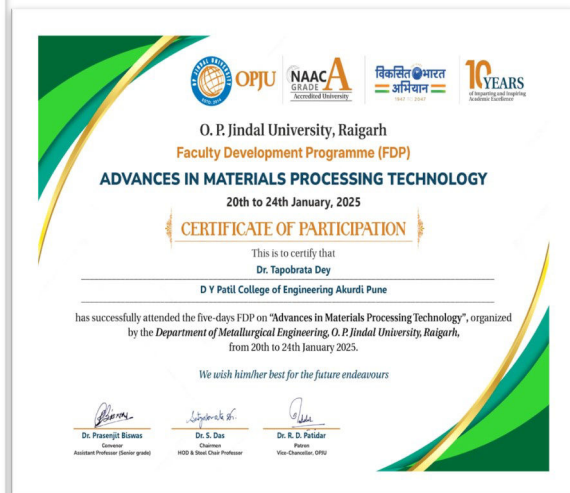 OPJU
NAAC A
GRADE
Accredited University
विकसित भारत
अभियान
10 YEARS
of Imparting and Inspiring
Academic Excellence
O. P. Jindal University, Raigarh
Faculty Development Programme (FDP)
ADVANCES IN MATERIALS PROCESSING TECHNOLOGY
20th to 24th January, 2025
CERTIFICATE OF PARTICIPATION
This is to certify that
Dr. Tapobrata Dey
D Y Patil College of Engineering Akurdi Pune
has successfully attended the five-days FDP on "Advances in Materials Processing Technology", organized
by the Department of Metallurgical Engineering, O. P. Jindal University, Raigarh,
from 20th to 24th January 2025.
We wish him/her best for the future endeavours
Dr. Prasenjit Biswas
Convenor
Assistant Professor (Senior grade)
Dr. S. Das
Chairman
HOD & Steel Chair Professor
Dr. R. D. Patidar
Patron
Vice-Chancellor, OPJU